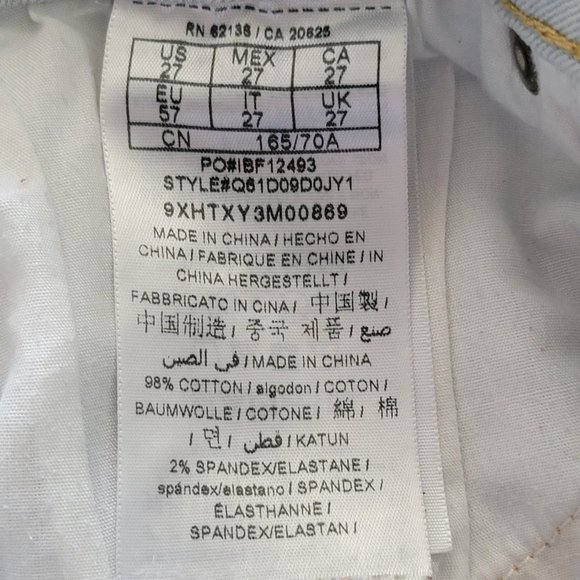 RN 62136 / CA 20625
US MEX CA
27 27 27
EU IT UK
57 27 27
CN 165/70A
PO#IBF12493
STYLE#Q61D09D0JY1
9XHTXY3M00869
MADE IN CHINA / HECHO EN
CHINA / FABRIQUE EN CHINE / IN
CHINA HERGESTELLT /
FABBRICATO IN CINA / 中国製 /
中国制造 / 중국 제품 / صنع
في الصين / MADE IN CHINA
98% COTTON / algodon / COTON /
BAUMWOLLE / COTONE / 綿 / 棉
/ 면 / قطن / KATUN
2% SPANDEX/ELASTANE /
spándex/elastano / SPANDEX /
ÉLASTHANNE /
SPANDEX/ELASTAN /